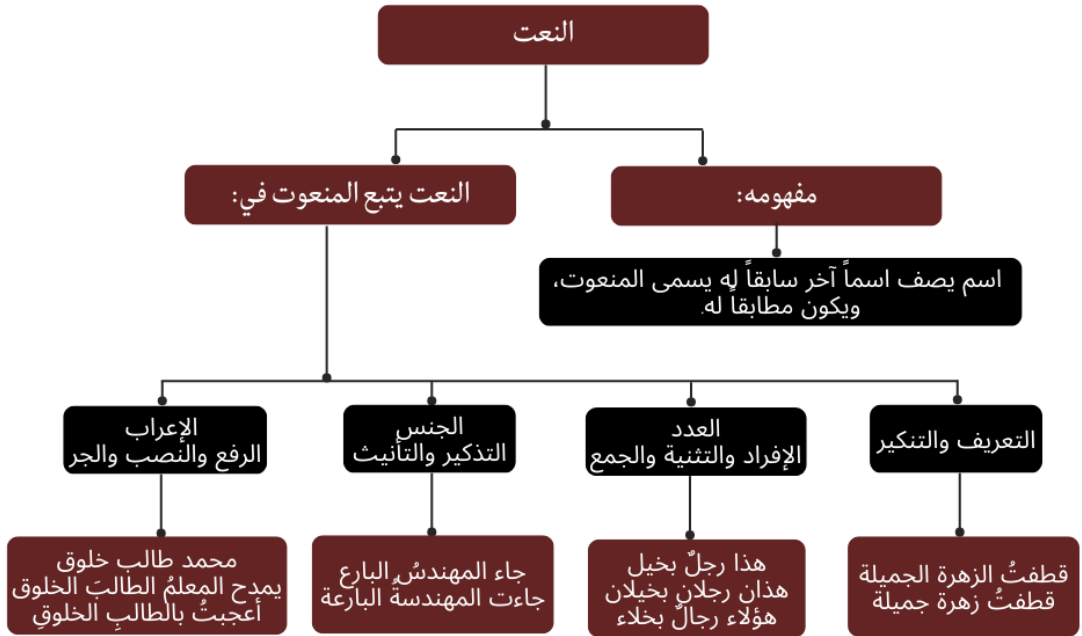 النعت
مفهومه:
النعت يتبع المنعوت في:
اسم يصف اسماً آخر سابقاً له يسمى المنعوت،
ويكون مطابقاً له.
التعريف والتنكير
العدد
الإفراد والتثنية والجمع
الجنس
التذكير والتأنيث
الإعراب
الرفع والنصب والجر
قطفتُ الزهرة الجميلة
قطفتُ زهرة جميلة
هذا رجلٌ بخيل
هذان رجلان بخيلان
هؤلاء رجالٌ بخلاء
جاء المهندسُ البارع
جاءت المهندسةُ البارعة
محمد طالب خلوق
يمدح المعلمُ الطالبَ الخلوق
أعجبتُ بالطالبِ الخلوقِ